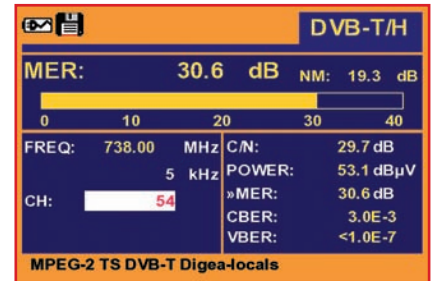 DVB-T/H
MER: 30.6 dB NM: 19.3 dB
0 10 20 30 40
FREQ: 738.00 MHz
5 kHz
CH: 54
C/N: 29.7 dB
POWER: 53.1 dBµV
»MER: 30.6 dB
CBER: 3.0E-3
VBER: <1.0E-7
MPEG-2 TS DVB-T Digea-locals